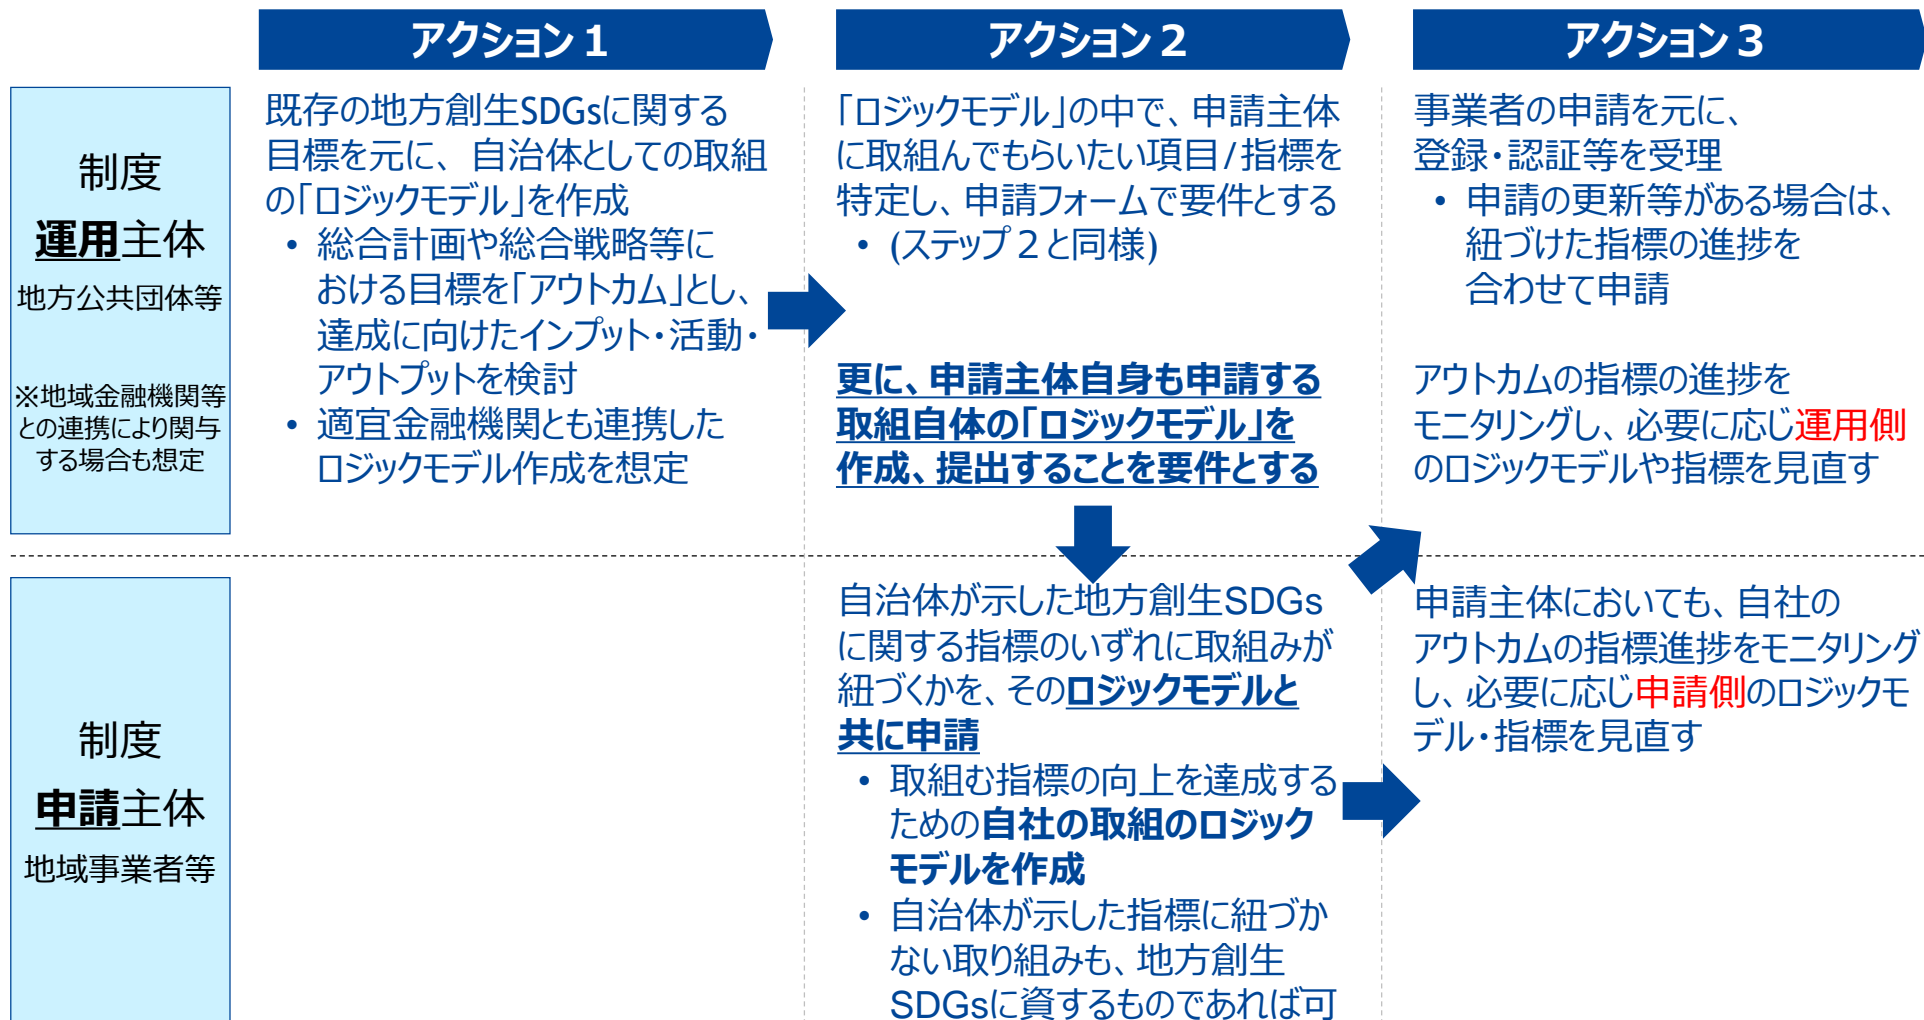 アクション1
アクション2
アクション3
制度
運用主体
地方公共団体等
※地域金融機関等
との連携により関与
する場合も想定
既存の地方創生SDGsに関する
目標を元に、自治体としての取組
の「ロジックモデル」を作成
• 総合計画や総合戦略等に
おける目標を「アウトカム」とし、
達成に向けたインプット・活動・
アウトプットを検討
• 適宜金融機関とも連携した
ロジックモデル作成を想定
「ロジックモデル」の中で、申請主体
に取組んでもらいたい項目/指標を
特定し、申請フォームで要件とする
• (ステップ2と同様)
更に、申請主体自身も申請する
取組自体の「ロジックモデル」を
作成、提出することを要件とする
事業者の申請を元に、
登録・認証等を受理
• 申請の更新等がある場合は、
紐づけた指標の進捗を
合わせて申請
アウトカムの指標の進捗を
モニタリングし、必要に応じ運用側
のロジックモデルや指標を見直す
制度
申請主体
地域事業者等
自治体が示した地方創生SDGs
に関する指標のいずれに取組みが
紐づくかを、そのロジックモデルと
共に申請
• 取組む指標の向上を達成する
ための自社の取組のロジック
モデルを作成
• 自治体が示した指標に紐づか
ない取り組みも、地方創生
SDGsに資するものであれば可
申請主体においても、自社の
アウトカムの指標進捗をモニタリング
し、必要に応じ申請側のロジックモ
デル・指標を見直す